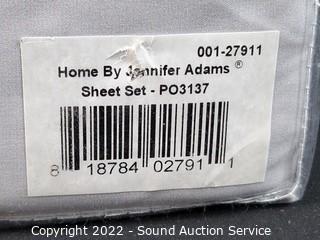 001-27911
Home By Jennifer Adams ®
Sheet Set - PO3137
8 18784 02791 1
Copyright 2022 - Sound Auction Service